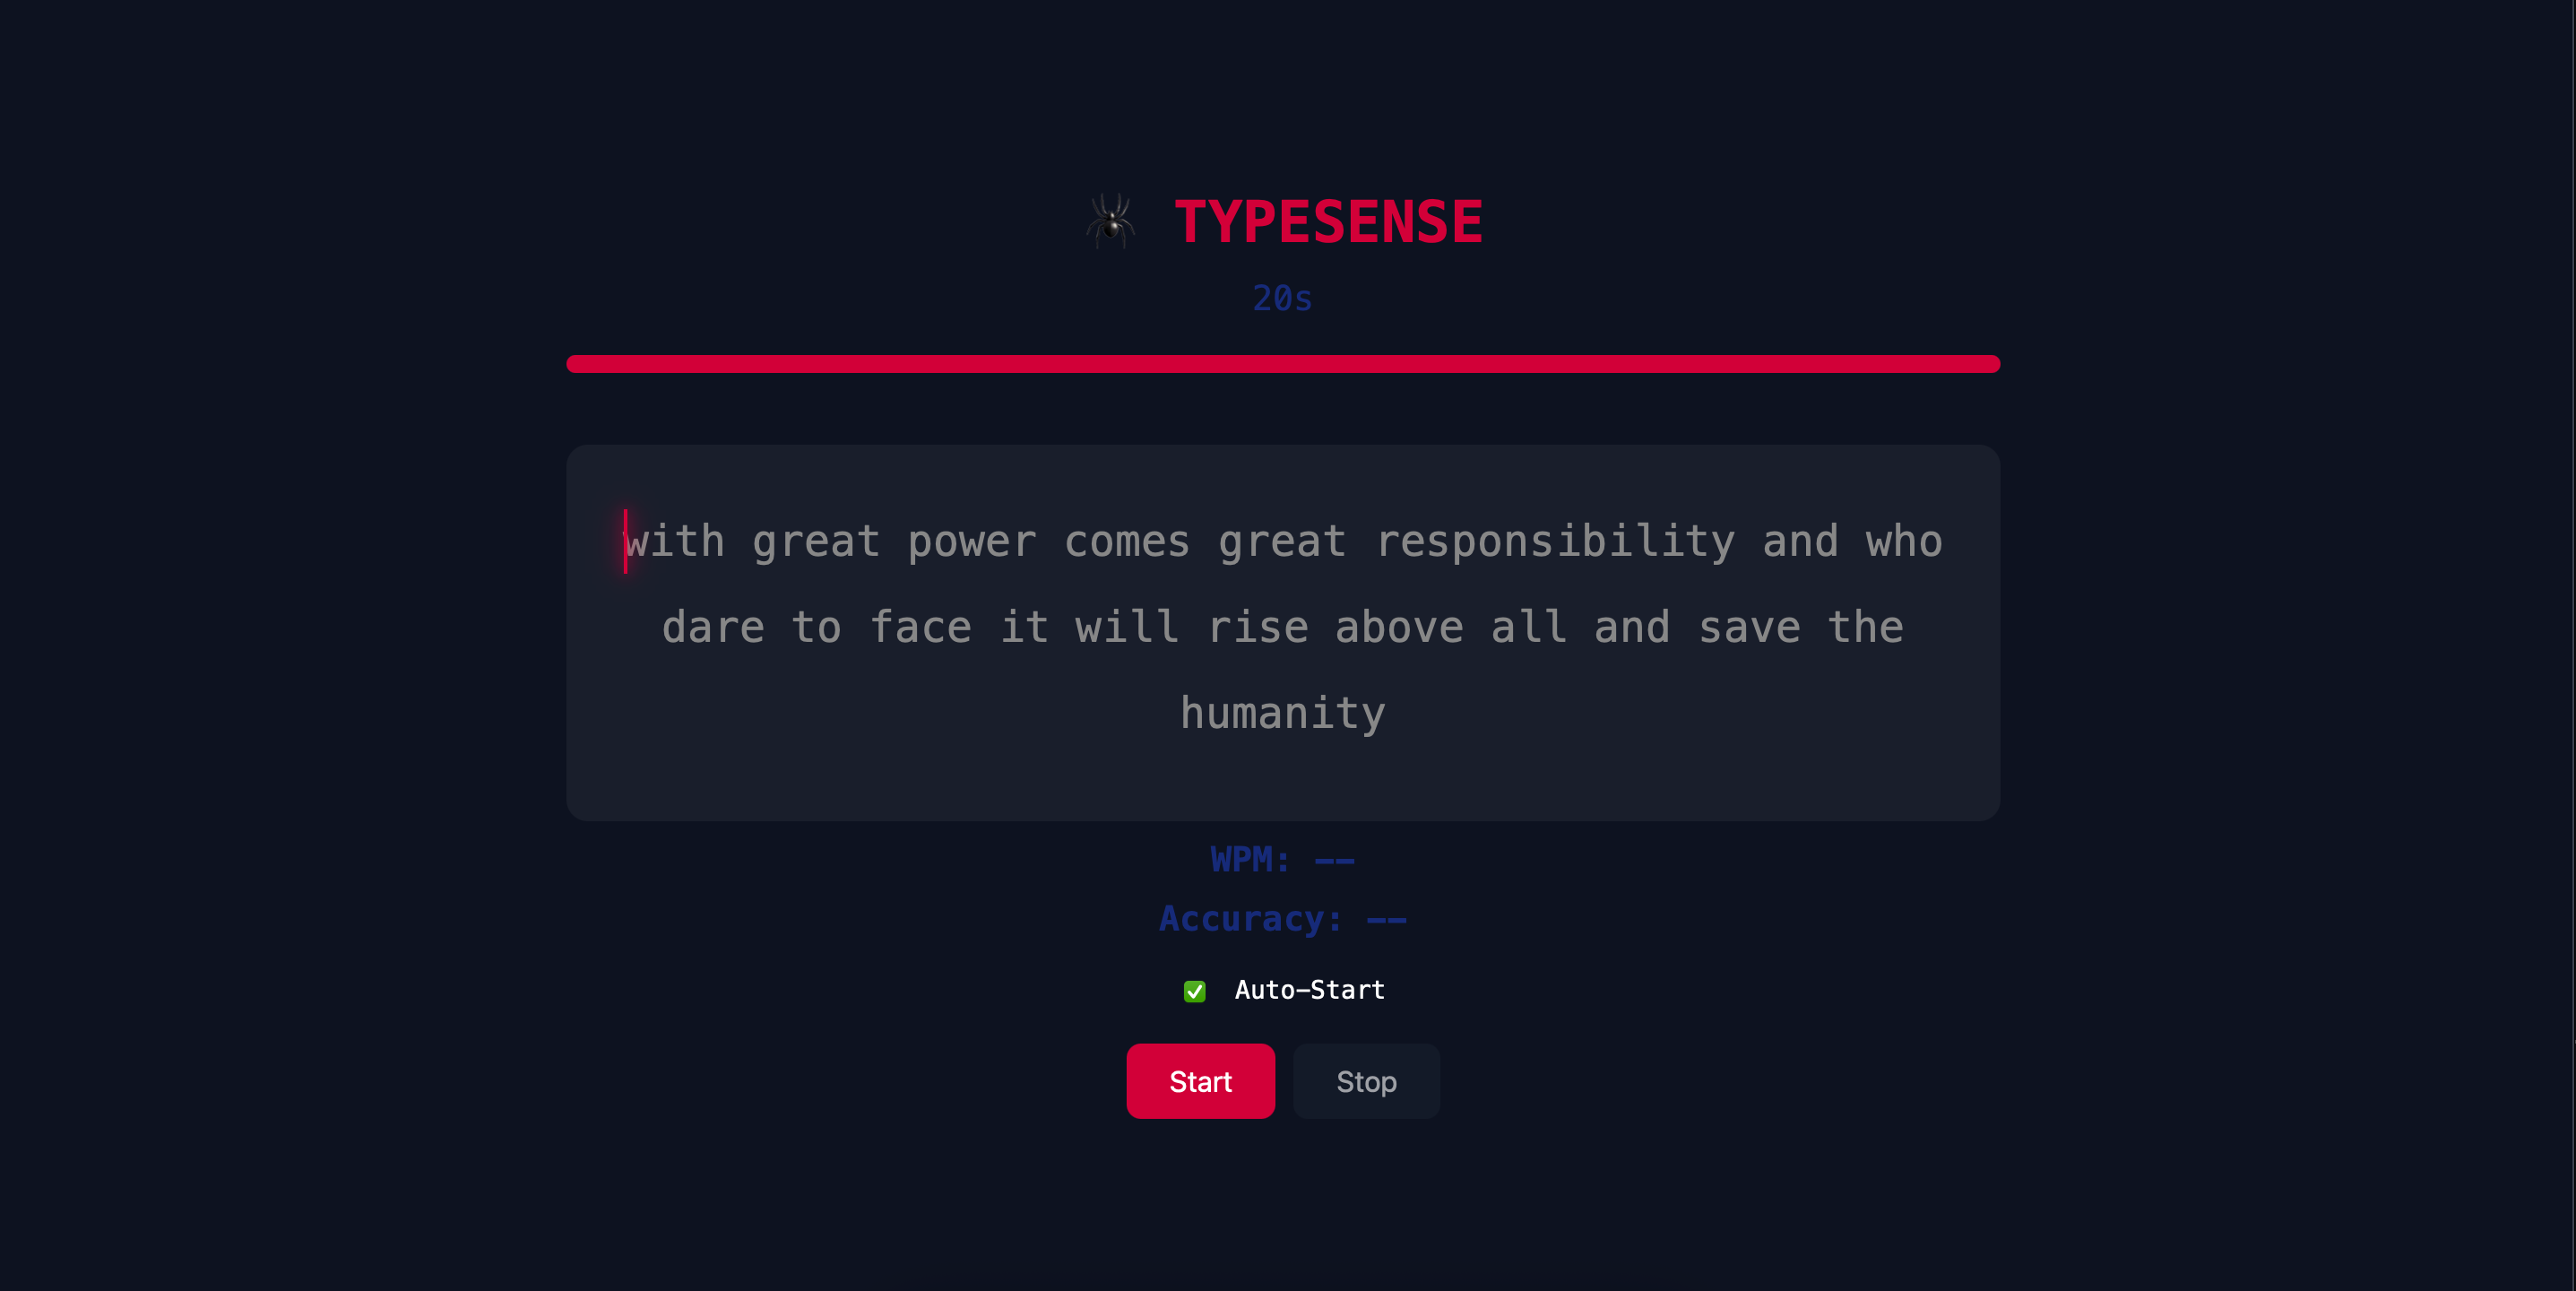 TYPESENSE
20s
with great power comes great responsibility and who
dare to face it will rise above all and save the
humanity
WPM: --
Accuracy: --
Auto-Start
Start
Stop